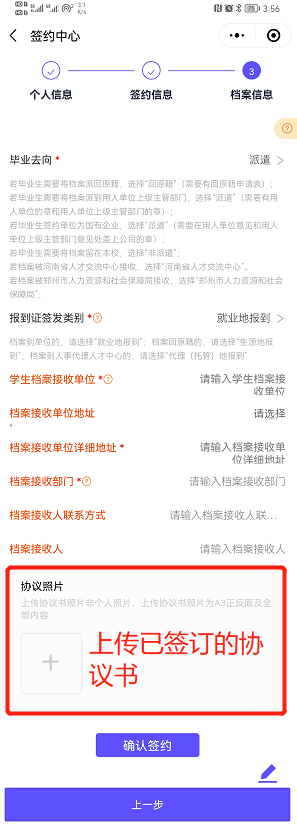 3.1
K/s
3:56
签约中心
3
个人信息
签约信息
档案信息
毕业去向 *
派遣
若毕业生需要将档案派回原籍，选择“回原籍”（需要有回原籍申请表）；
若毕业生需要将档案派到用人单位上级主管部门，选择“派遣”（需要有用
人单位的章和用人单位上级主管部门的章）；
若毕业生签约单位为国有企业，选择“派遣”（需要在用人单位意见和用人
单位上级主管部门意见处盖上公司的章）；
若毕业生需要将档案留在本校，选择“非派遣”；
若档案被河南省人才交流中心接收，选择“河南省人才交流中心”。
若档案被郑州市人力资源和社会保障局接收，选择“郑州市人力资源和社会
保障局”；
报到证签发类别 *
就业地报到
档案到单位的，请选择“就业地报到”；档案回原籍的，请选择“生源地报
到”；档案到人事代理人才中心的，请选择“代理（托管）地报到”
学生档案接收单位 *
请输入学生档案接
收单位
档案接收单位地址
*
请选择
档案接收单位详细地址 *
请输入档案接收单
位详细地址
档案接收部门 *
请输入档案接收部门
档案接收人联系方式
请输入档案接收人联...
档案接收人
请输入档案接收人
协议照片
上传协议书照片非个人照片、上传协议书照片为A3正反面及全
部内容
上传已签订的协
议书
确认签约
上一步